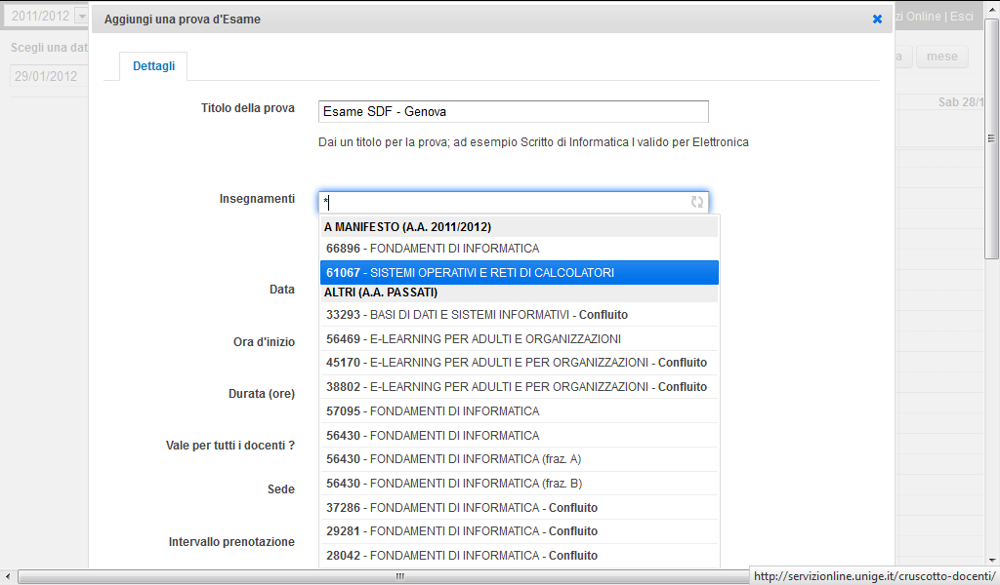 2011/2012
Aggiungi una prova d'Esame
zi Online | Esci
Scegli una dat
29/01/2012
a
mese
Sab 28/1
Dettagli
Titolo della prova
Esame SDF - Genova
Dai un titolo per la prova; ad esempio Scritto di Informatica I valido per Elettronica
Insegnamenti
*
A MANIFESTO (A.A. 2011/2012)
66896 - FONDAMENTI DI INFORMATICA
61067 - SISTEMI OPERATIVI E RETI DI CALCOLATORI
Data
ALTRI (A.A. PASSATI)
33293 - BASI DI DATI E SISTEMI INFORMATIVI - Confluito
Ora d'inizio
56469 - E-LEARNING PER ADULTI E ORGANIZZAZIONI
45170 - E-LEARNING PER ADULTI E PER ORGANIZZAZIONI - Confluito
38802 - E-LEARNING PER ADULTI E PER ORGANIZZAZIONI - Confluito
Durata (ore)
57095 - FONDAMENTI DI INFORMATICA
56430 - FONDAMENTI DI INFORMATICA
Vale per tutti i docenti ?
56430 - FONDAMENTI DI INFORMATICA (fraz. A)
56430 - FONDAMENTI DI INFORMATICA (fraz. B)
Sede
37286 - FONDAMENTI DI INFORMATICA - Confluito
29281 - FONDAMENTI DI INFORMATICA - Confluito
Intervallo prenotazione
28042 - FONDAMENTI DI INFORMATICA - Confluito
http://servizionline.unige.it/cruscotto-docenti/